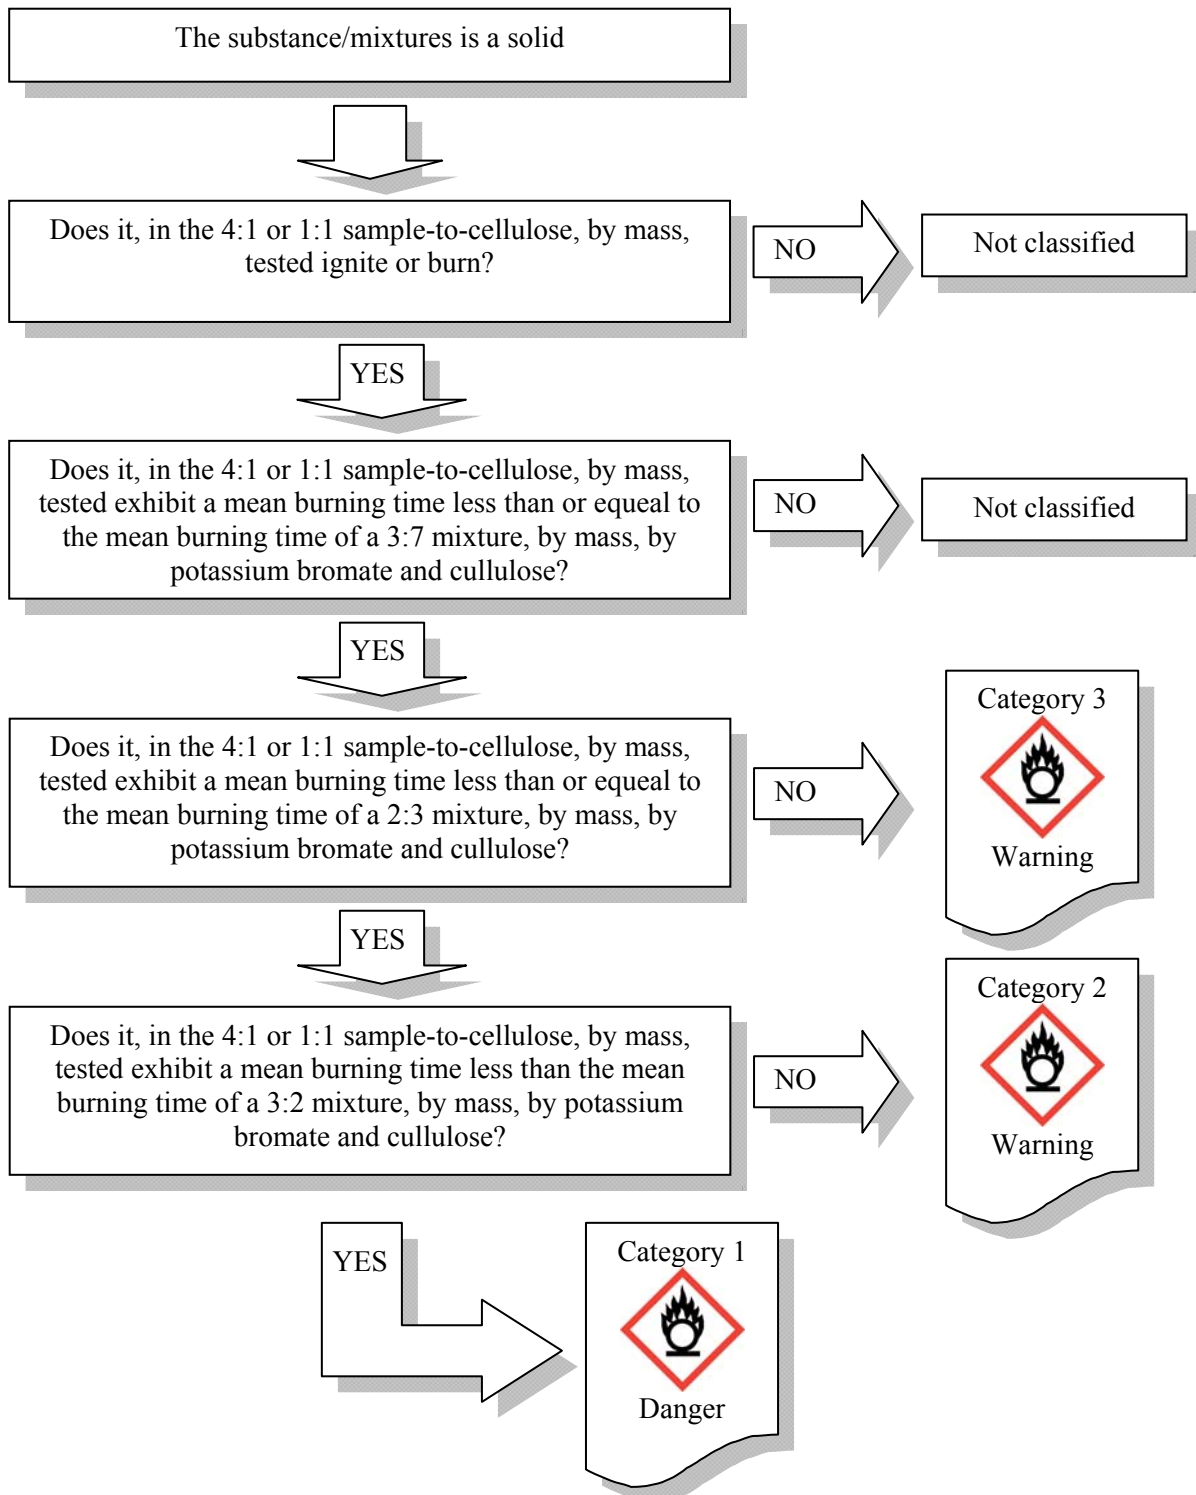 The substance/mixtures is a solid
Does it, in the 4:1 or 1:1 sample-to-cellulose, by mass,
tested ignite or burn?
NO
Not classified
YES
Does it, in the 4:1 or 1:1 sample-to-cellulose, by mass,
tested exhibit a mean burning time less than or equeal to
the mean burning time of a 3:7 mixture, by mass, by
potassium bromate and cullulose?
NO
Not classified
YES
Does it, in the 4:1 or 1:1 sample-to-cellulose, by mass,
tested exhibit a mean burning time less than or equeal to
the mean burning time of a 2:3 mixture, by mass, by
potassium bromate and cullulose?
NO
Category 3
Warning
YES
Does it, in the 4:1 or 1:1 sample-to-cellulose, by mass,
tested exhibit a mean burning time less than the mean
burning time of a 3:2 mixture, by mass, by potassium
bromate and cullulose?
NO
Category 2
Warning
YES
Category 1
Danger